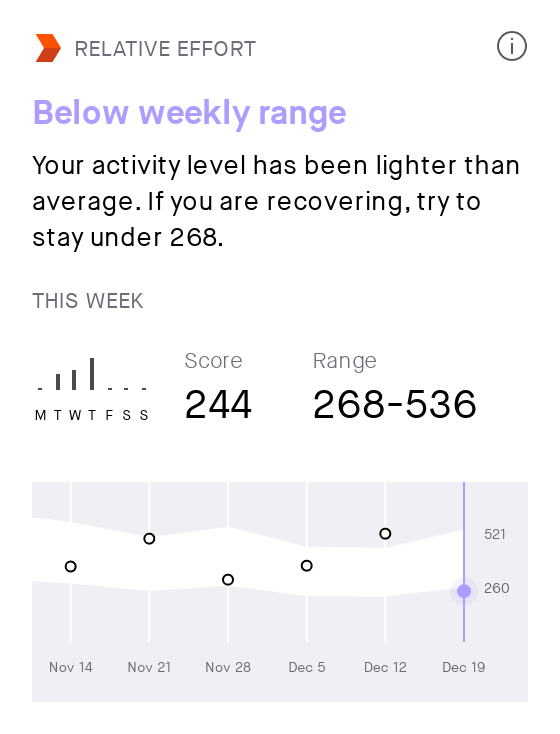 RELATIVE EFFORT
Below weekly range
Your activity level has been lighter than
average. If you are recovering, try to
stay under 268.
THIS WEEK
Score
Range
244
268-536
M T W T F S S
521
260
Nov 14
Nov 21
Nov 28
Dec 5
Dec 12
Dec 19